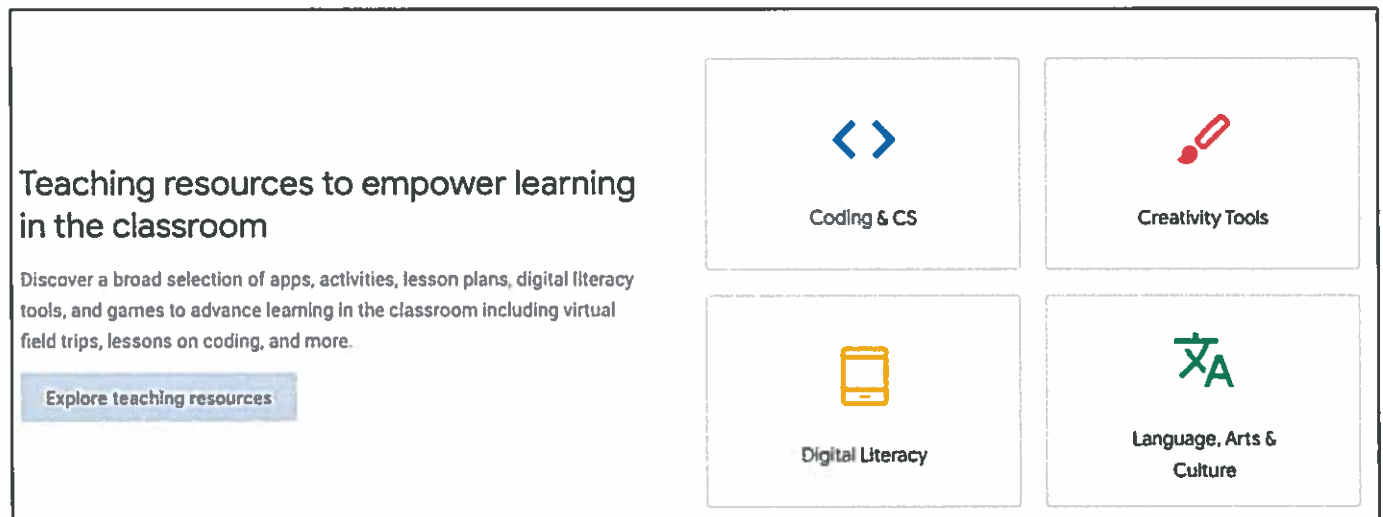 Teaching resources to empower learning
in the classroom
Discover a broad selection of apps, activities, lesson plans, digital literacy
tools, and games to advance learning in the classroom including virtual
field trips, lessons on coding, and more.
Explore teaching resources
Coding & CS
Creativity Tools
Digital Literacy
Language, Arts &
Culture